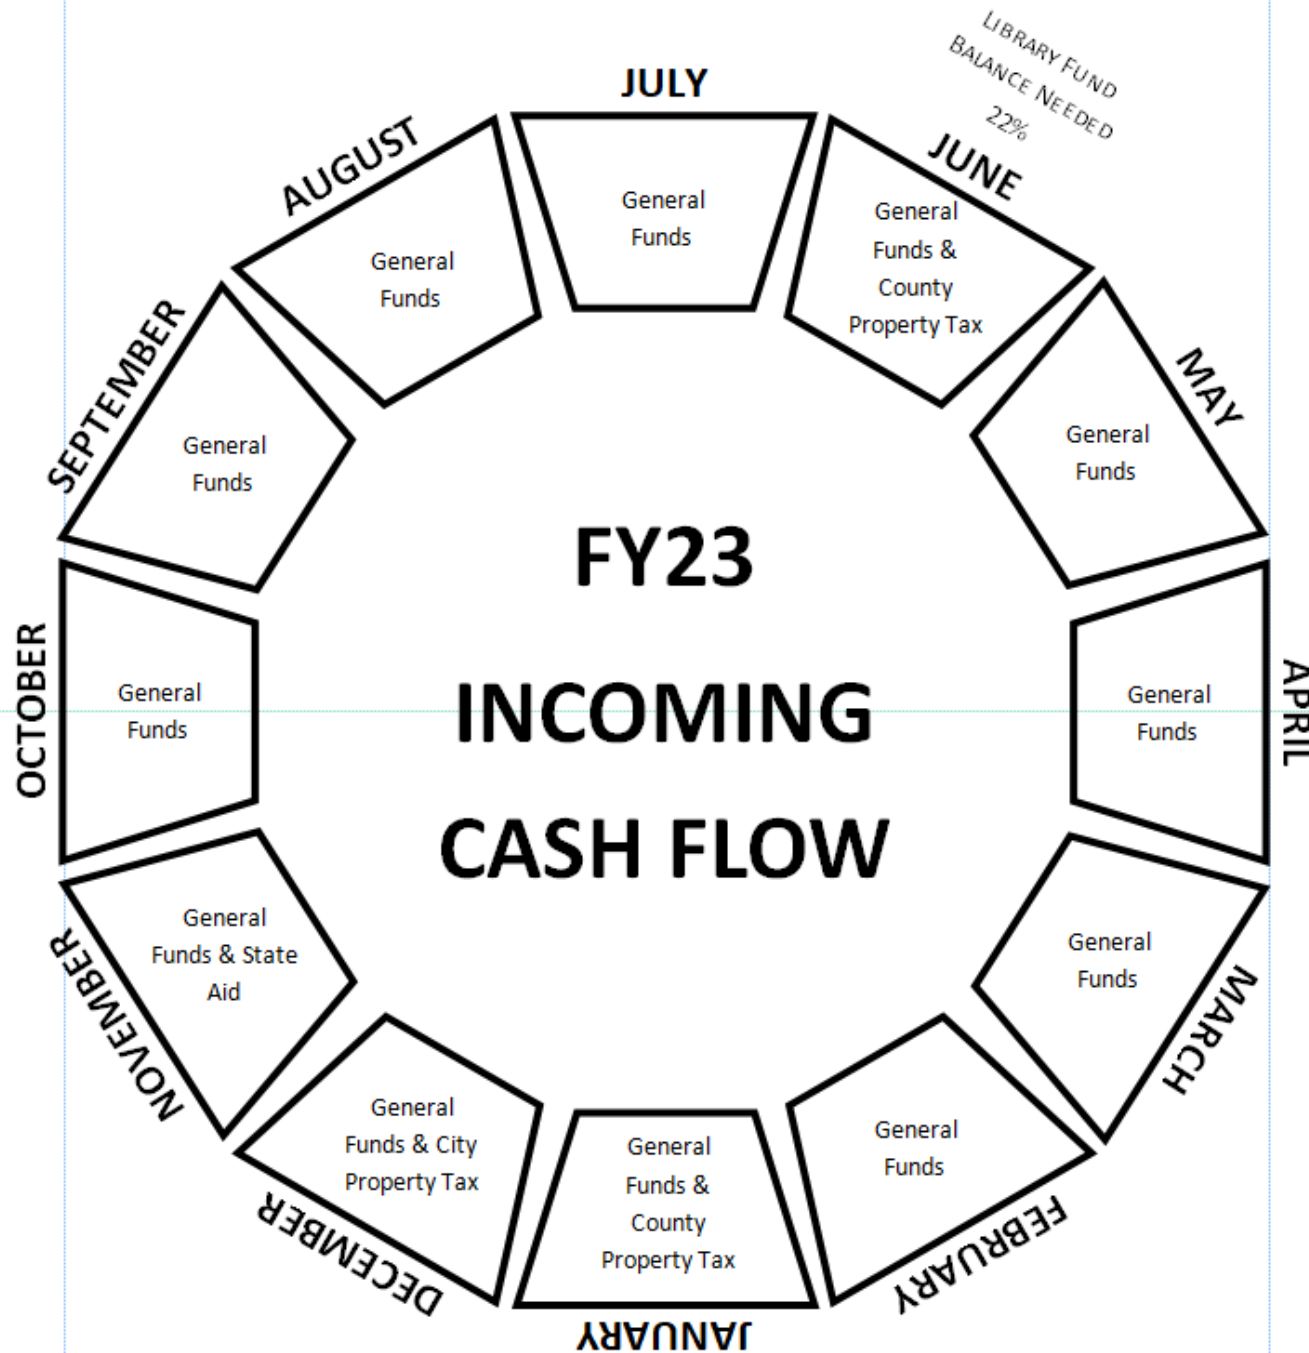 LIBRARY FUND
BALANCE NEEDED
22%
JULY
General
Funds
JUNE
General
Funds &
County
Property Tax
MAY
General
Funds
APRIL
General
Funds
MARCH
General
Funds
FEBRUARY
General
Funds
JANUARY
General
Funds &
County
Property Tax
DECEMBER
General
Funds & City
Property Tax
NOVEMBER
General
Funds & State
Aid
OCTOBER
General
Funds
SEPTEMBER
General
Funds
AUGUST
General
Funds
FY23
INCOMING
CASH FLOW